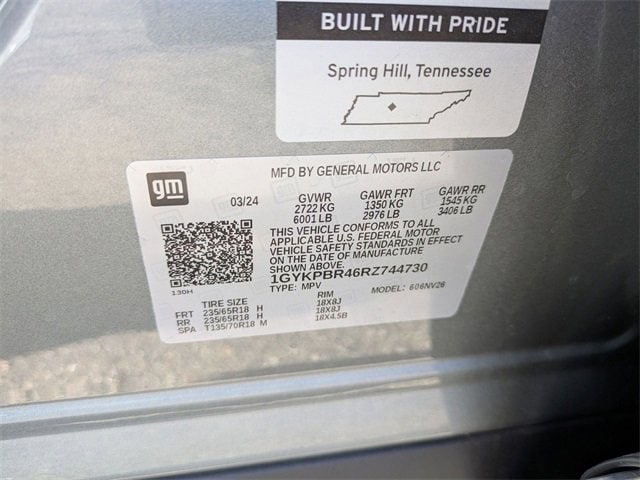 BUILT WITH PRIDE
Spring Hill, Tennessee
gm
MFD BY GENERAL MOTORS LLC
03/24 GVWR GAWR FRT GAWR RR
2722 KG 1350 KG 1545 KG
6001 LB 2976 LB 3406 LB
THIS VEHICLE CONFORMS TO ALL
APPLICABLE U.S. FEDERAL MOTOR
VEHICLE SAFETY STANDARDS IN EFFECT
ON THE DATE OF MANUFACTURE
SHOWN ABOVE.
1GYKPBR46RZ744730
130H TYPE: MPV MODEL: 606NV26
TIRE SIZE RIM
FRT 235/65R18 H 18X8J
RR 235/65R18 H 18X8J
SPA T135/70R18 M 18X4.5B